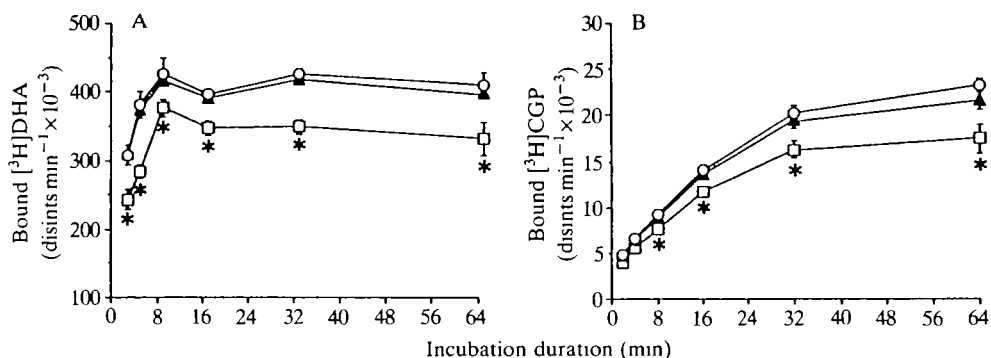 A
Bound [³H]DHA
(disints min⁻¹×10⁻³)
500
400
300
200
100
* * * * * *
0 8 16 24 32 40 48 56 64
B
Bound [³H]CGP
(disints min⁻¹×10⁻³)
30
25
20
15
10
5
0
* * * *
0 8 16 24 32 40 48 56 64
Incubation duration (min)